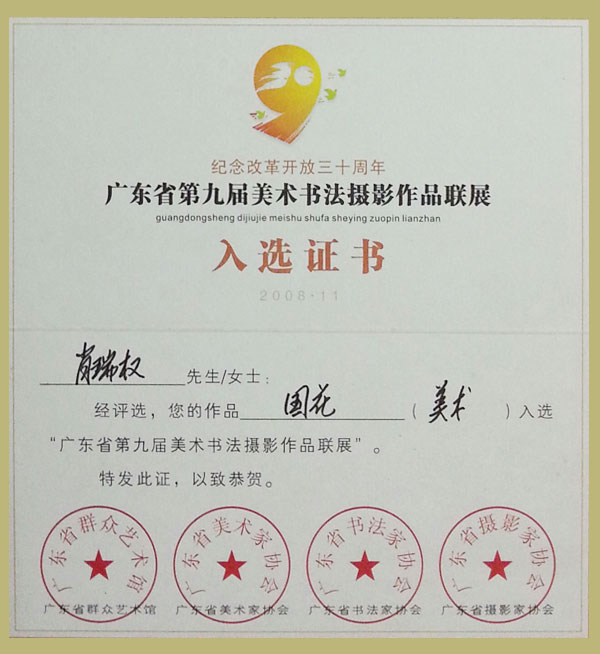 纪念改革开放三十周年
广东省第九届美术书法摄影作品联展
guangdongsheng dijiujie meishu shufa sheying zuopin lianzhan
入选证书
2008·11
肖瑞权 先生/女士：
经评选，您的作品 国花 （美术）入选
“广东省第九届美术书法摄影作品联展”。
特发此证，以致恭贺。
广东省群众艺术馆 广东省美术家协会 广东省书法家协会 广东省摄影家协会
广东省群众艺术馆 广东省美术家协会 广东省书法家协会 广东省摄影家协会